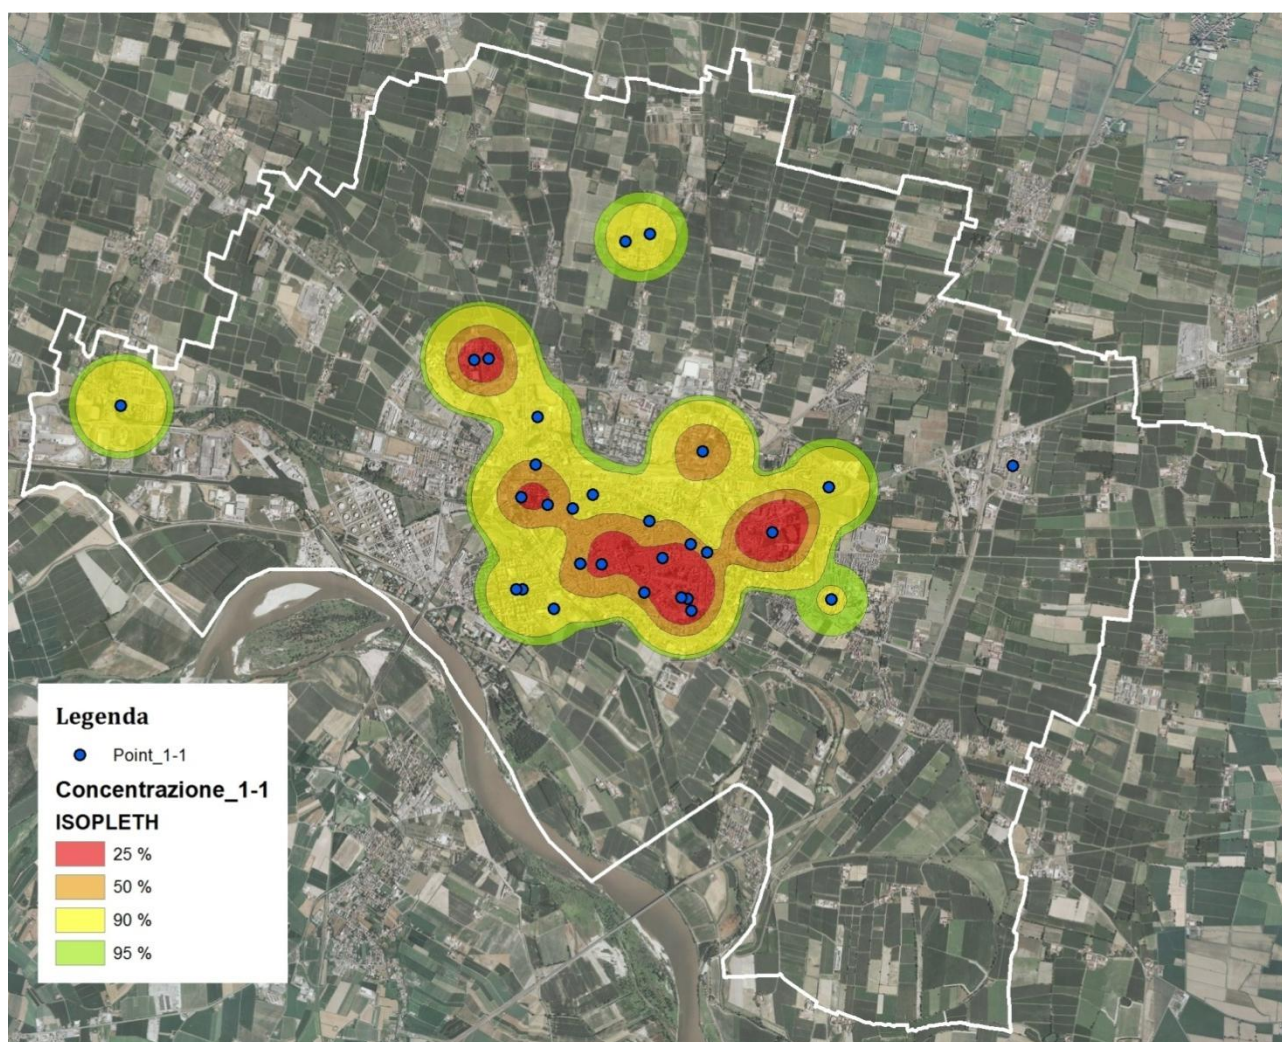 Legenda
Point_1-1
Concentrazione_1-1
ISOPLETH
25 %
50 %
90 %
95 %